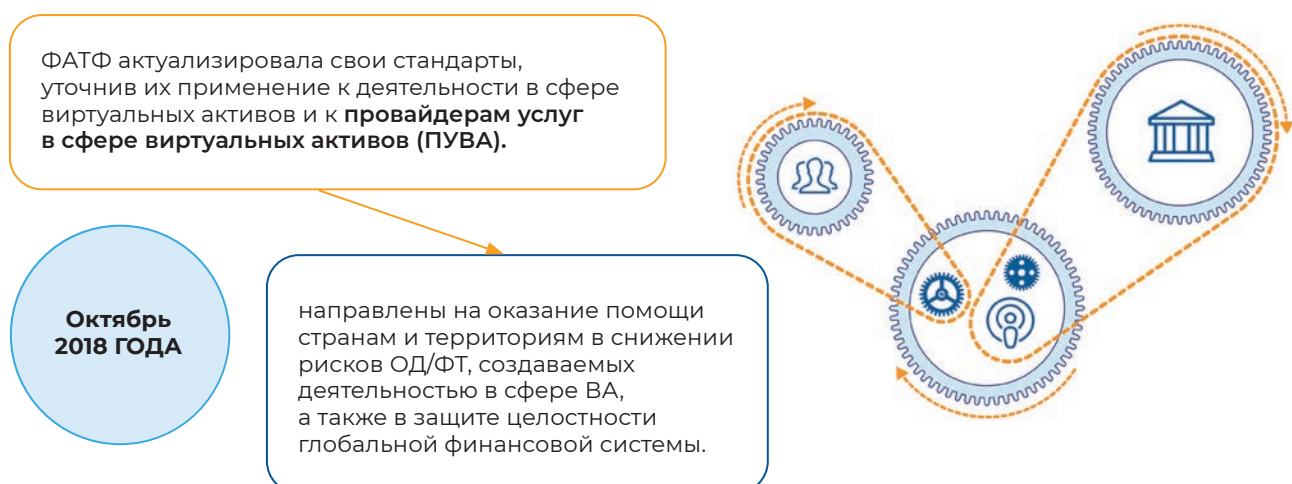 ФАТФ актуализировала свои стандарты,
уточнив их применение к деятельности в сфере
виртуальных активов и к провайдерам услуг
в сфере виртуальных активов (ПУВА).
Октябрь
2018 ГОДА
направлены на оказание помощи
странам и территориям в снижении
рисков ОД/ФТ, создаваемых
деятельностью в сфере ВА,
а также в защите целостности
глобальной финансовой системы.